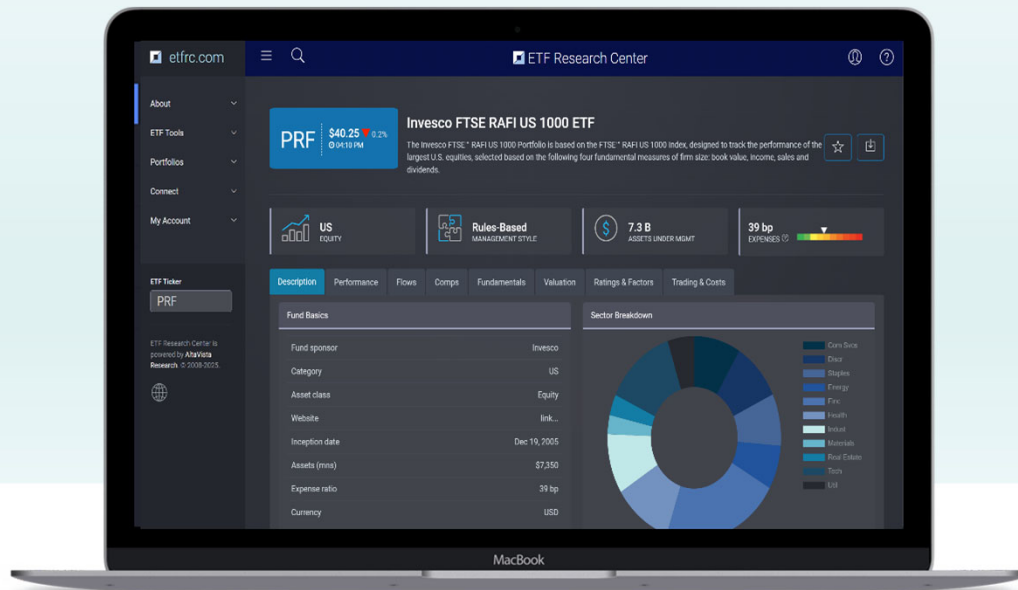 etfrc.com
ETF Research Center
About
ETF Tools
Portfolios
Connect
My Account
ETF Ticker
PRF
ETF Research Center is
powered by AltaVista
Research. © 2008-2025.
PRF
$40.25 ▼ 0.2%
04:10 PM
Invesco FTSE RAFI US 1000 ETF
The Invesco FTSE™ RAFI US 1000 Portfolio is based on the FTSE™ RAFI US 1000 Index, designed to track the performance of the
largest U.S. equities, selected based on the following four fundamental measures of firm size: book value, income, sales and
dividends.
US
EQUITY
Rules-Based
MANAGEMENT STYLE
$
7.3 B
ASSETS UNDER MGMT
39 bp
EXPENSES
Description Performance Flows Comps Fundamentals Valuation Ratings & Factors Trading & Costs
Fund Basics
Fund sponsor Invesco
Category US
Asset class Equity
Website link...
Inception date Dec 19, 2005
Assets (mns) $7,350
Expense ratio 39 bp
Currency USD
Sector Breakdown
Com Svcs
Disc
Staples
Energy
Finc
Health
Indust
Materials
Real Estate
Tech
Util
MacBook